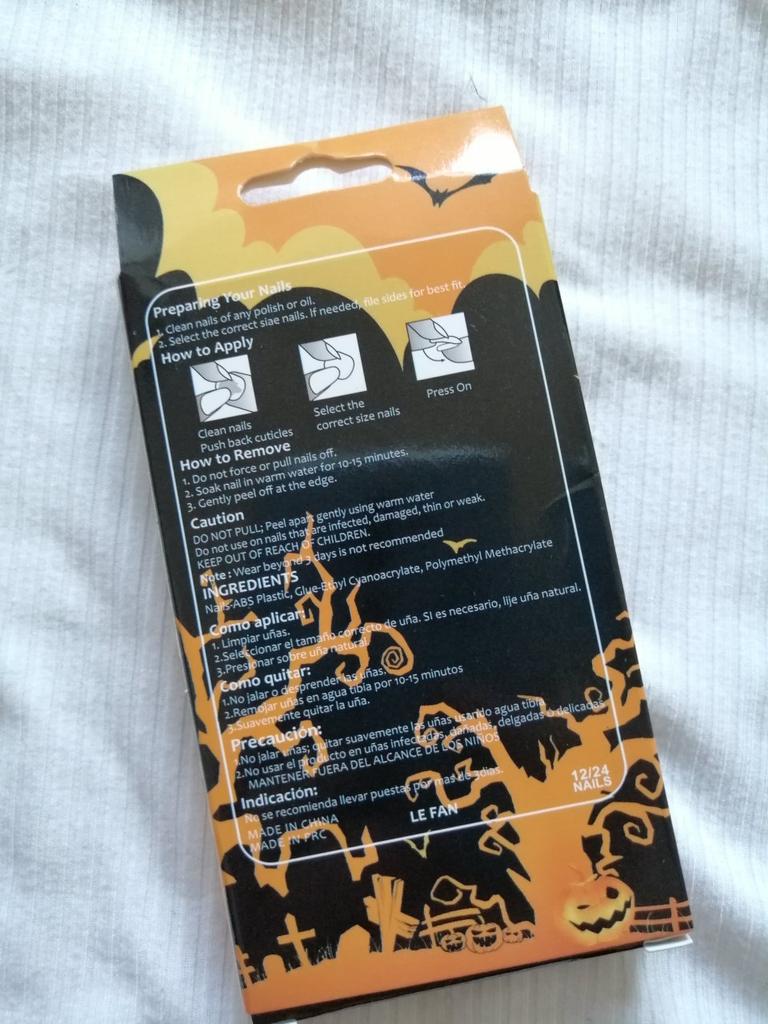 Preparing Your Nails
1. Clean nails of any polish or oil.
2. Select the correct siae nails. If needed, file sides for best fit.
How to Apply
Clean nails
Push back cuticles
Select the
correct size nails
Press On
How to Remove
1. Do not force or pull nails off.
2. Soak nail in warm water for 10-15 minutes.
3. Gently peel off at the edge.
Caution
DO NOT PULL; Peel apart gently using warm water
Do not use on nails that are infected, damaged, thin or weak.
KEEP OUT OF REACH OF CHILDREN.
Note : Wear beyond 3 days is not recommended
INGREDIENTS
Nails-ABS Plastic, Glue-Ethyl Cyanoacrylate, Polymethyl Methacrylate
Como aplicar:
1. Limpiar uñas.
2.Seleccionar el tamaño correcto de uña. SI es necesario, lije uña natural.
3.Presionar sobre uña natural.
Como quitar:
1.No jalar o desprender las uñas.
2.Remojar uñas en agua tibia por 10-15 minutos
3.Suavemente quitar la uña.
Precaución:
1.No jalar uñas; quitar suavemente las uñas usando agua tibia
2.No usar el producto en uñas infectadas, dañadas, delgadas ó delicadas
MANTENER FUERA DEL ALCANCE DE LOS NIÑOS
Indicación:
No se recomienda llevar puestas por mas de 3dias.
MADE IN CHINA
MADE IN PRC
LE FAN
12/24
NAILS